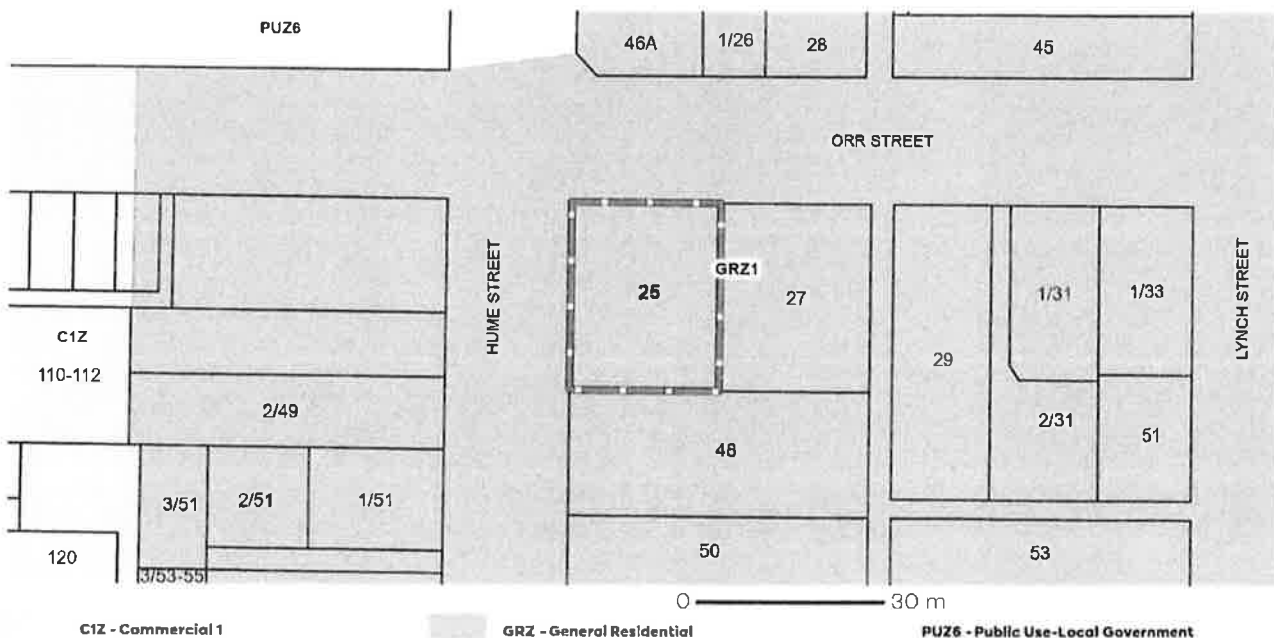 PUZ6
46A
1/26
28
45
ORR STREET
HUME STREET
GRZ1
25
27
1/31
1/33
LYNCH STREET
C1Z
110-112
29
2/49
2/31
51
48
3/51
2/51
1/51
120
50
53
3/53-55
0 30 m
C1Z - Commercial 1
GRZ - General Residential
PUZ6 - Public Use-Local Government